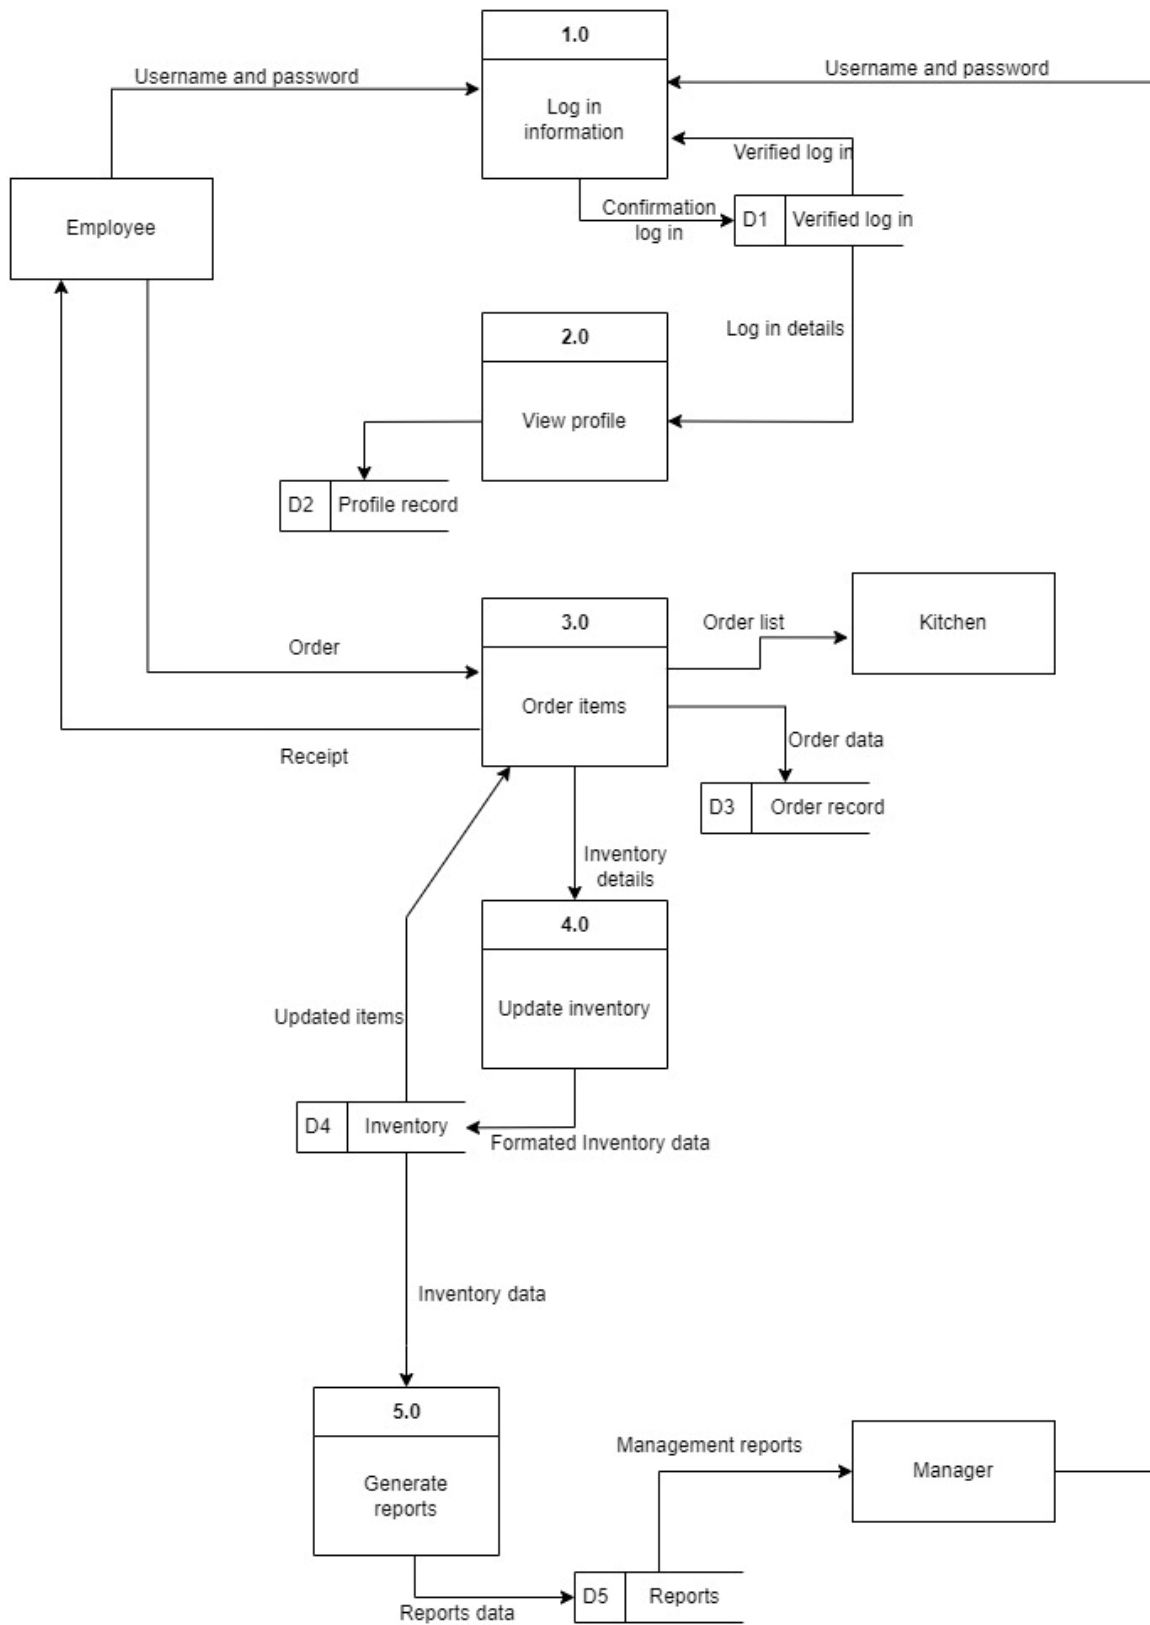 1.0
Username and password
Username and password
Log in
information
Verified log in
Employee
Confirmation
log in
D1
Verified log in
2.0
Log in details
View profile
D2
Profile record
3.0
Order list
Kitchen
Order
Order items
Order data
Receipt
D3
Order record
Inventory
details
4.0
Update inventory
Updated items
D4
Inventory
Formated Inventory data
Inventory data
5.0
Management reports
Manager
Generate
reports
D5
Reports
Reports data